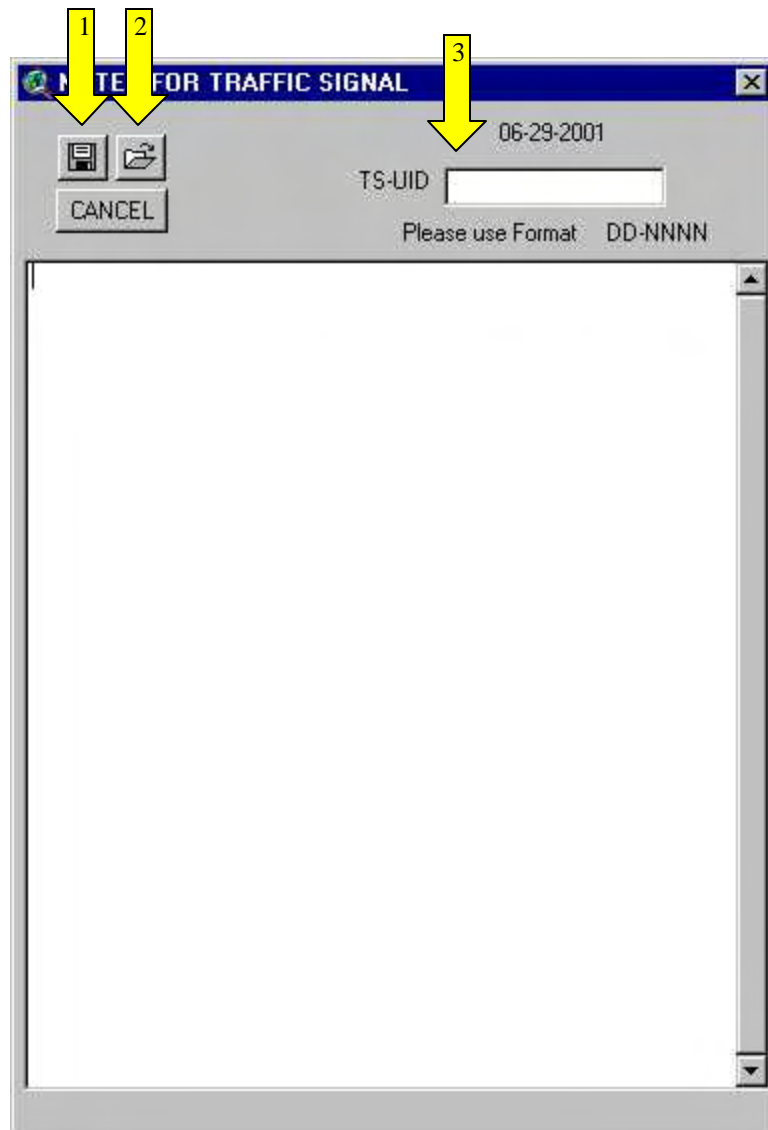 1 2
3
FOR TRAFFIC SIGNAL
06-29-2001
TS-UID
CANCEL
Please use Format DD-NNNN